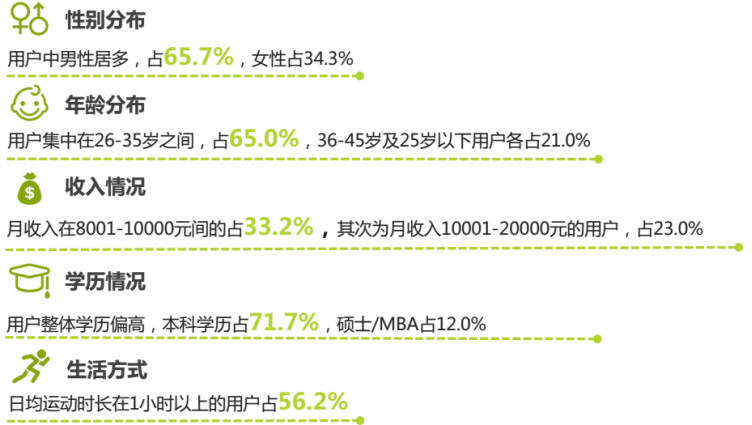 性别分布
用户中男性居多，占65.7%，女性占34.3%
年龄分布
用户集中在26-35岁之间，占65.0%，36-45岁及25岁以下用户各占21.0%
$
收入情况
月收入在8001-10000元间的占33.2%，其次为月收入10001-20000元的用户，占23.0%
学历情况
用户整体学历偏高，本科学历占71.7%，硕士/MBA占12.0%
生活方式
日均运动时长在1小时以上的用户占56.2%